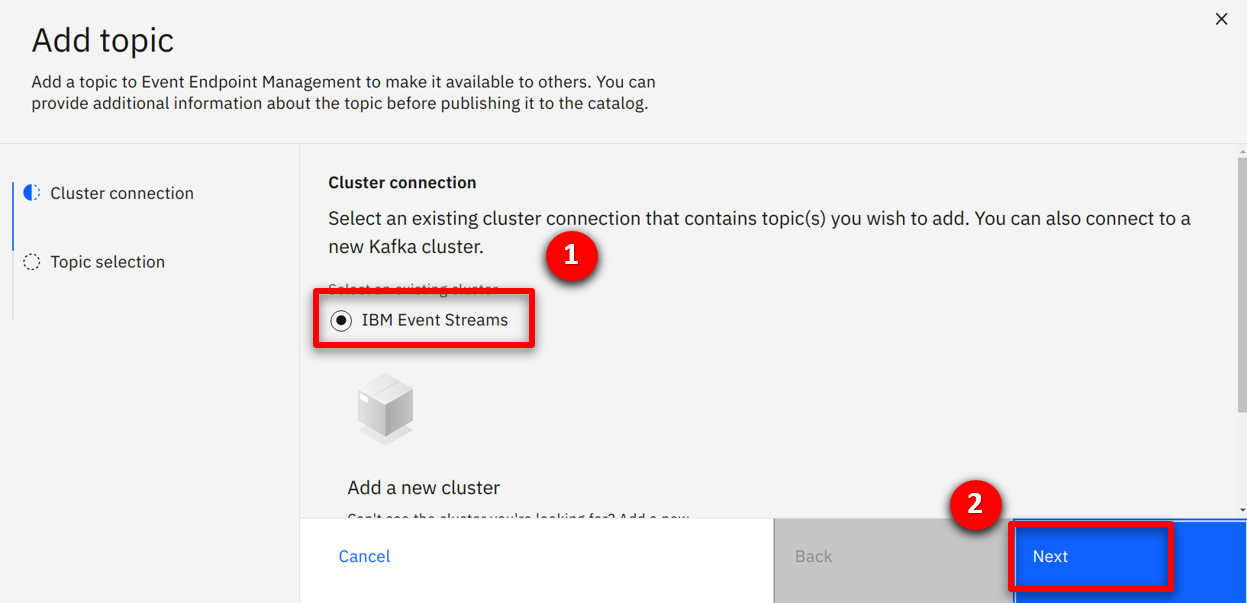 Add topic
Add a topic to Event Endpoint Management to make it available to others. You can
provide additional information about the topic before publishing it to the catalog.
Cluster connection
Topic selection
Cluster connection
Select an existing cluster connection that contains topic(s) you wish to add. You can also connect to a
new Kafka cluster.
1
Select an existing cluster
IBM Event Streams
Add a new cluster
Can't see the cluster you're looking for? Add a new
2
Cancel
Back
Next